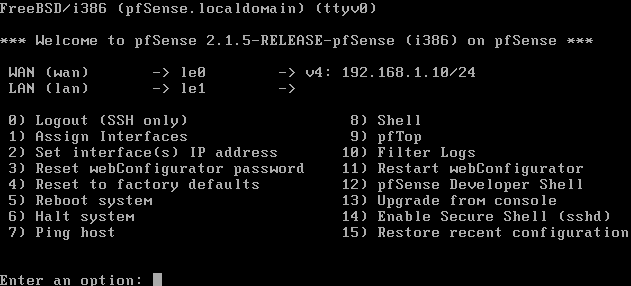 FreeBSD/i386 (pfSense.localdomain) (ttyv0)
*** Welcome to pfSense 2.1.5-RELEASE-pfSense (i386) on pfSense ***
WAN (wan) -> le0 -> v4: 192.168.1.10/24
LAN (lan) -> le1 ->
0) Logout (SSH only) 8) Shell
1) Assign Interfaces 9) pfTop
2) Set interface(s) IP address 10) Filter Logs
3) Reset webConfigurator password 11) Restart webConfigurator
4) Reset to factory defaults 12) pfSense Developer Shell
5) Reboot system 13) Upgrade from console
6) Halt system 14) Enable Secure Shell (sshd)
7) Ping host 15) Restore recent configuration
Enter an option: